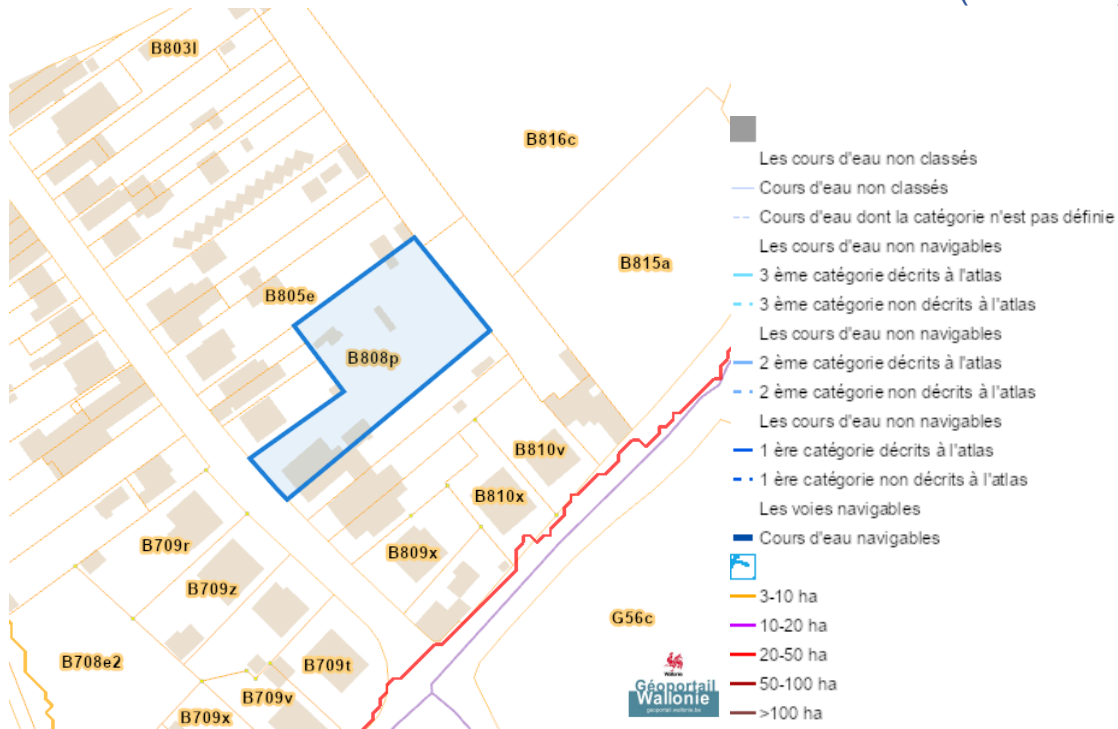 B803l
B816c
B815a
B805e
B808p
B810v
B810x
B809x
B709r
B709z
G56c
B708e2
B709t
B709v
B709x
Wallonie
Géoportail
Wallonie
geoportail.wallonie.be
Les cours d'eau non classés
Cours d'eau non classés
Cours d'eau dont la catégorie n'est pas définie
Les cours d'eau non navigables
3 ème catégorie décrits à l'atlas
3 ème catégorie non décrits à l'atlas
Les cours d'eau non navigables
2 ème catégorie décrits à l'atlas
2 ème catégorie non décrits à l'atlas
Les cours d'eau non navigables
1 ère catégorie décrits à l'atlas
1 ère catégorie non décrits à l'atlas
Les voies navigables
Cours d'eau navigables
3-10 ha
10-20 ha
20-50 ha
50-100 ha
>100 ha